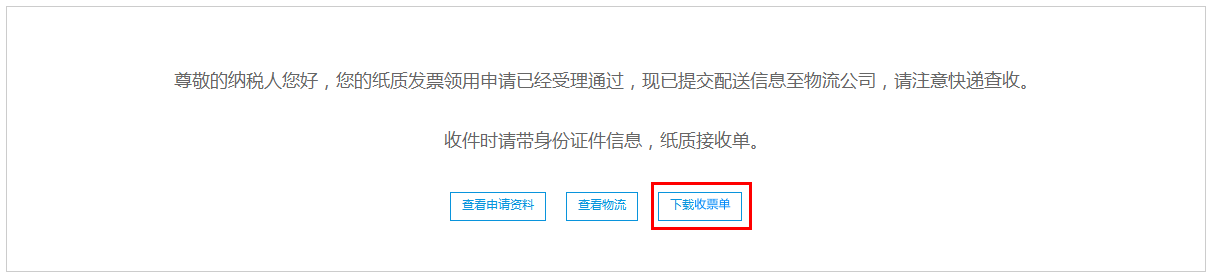 尊敬的纳税人您好，您的纸质发票领用申请已经受理通过，现已提交配送信息至物流公司，请注意快递查收。
收件时请带身份证件信息，纸质接收单。
查看申请资料 查看物流 下载收票单